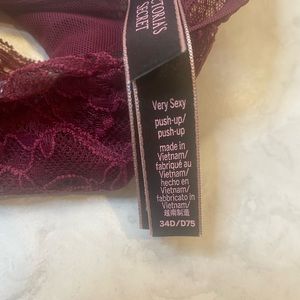 VICTORIA'S
SECRET
Very Sexy
push-up/
push-up
made in
Vietnam/
fabriqué au
Vietnam/
hecho en
Vietnam/
fabbricato in
Vietnam/
越南制造
34D/D75